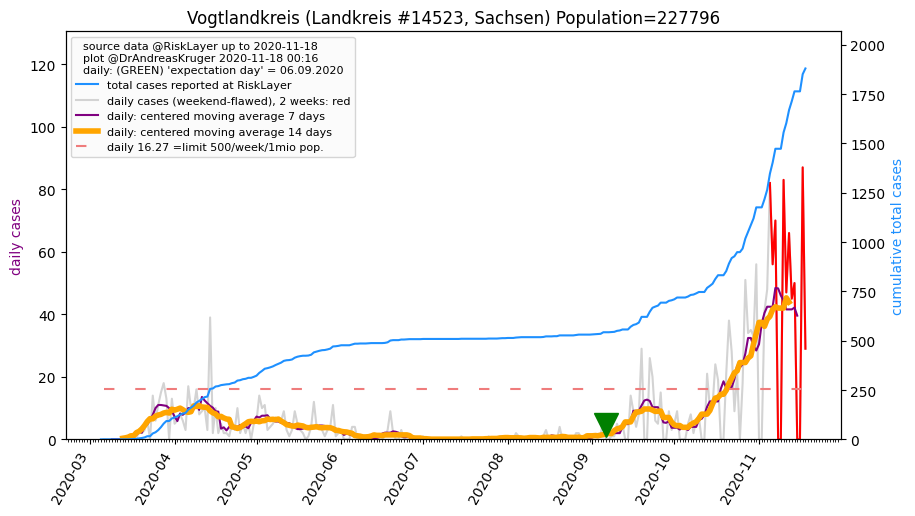 Vogtlandkreis (Landkreis #14523, Sachsen) Population=227796
source data @RiskLayer up to 2020-11-18
plot @DrAndreasKruger 2020-11-18 00:16
daily: (GREEN) 'expectation day' = 06.09.2020
total cases reported at RiskLayer
daily cases (weekend-flawed), 2 weeks: red
daily: centered moving average 7 days
daily: centered moving average 14 days
daily 16.27 =limit 500/week/1mio pop.
daily cases
120
100
80
60
40
20
0
cumulative total cases
2000
1750
1500
1250
1000
750
500
250
0
2020-03
2020-04
2020-05
2020-06
2020-07
2020-08
2020-09
2020-10
2020-11